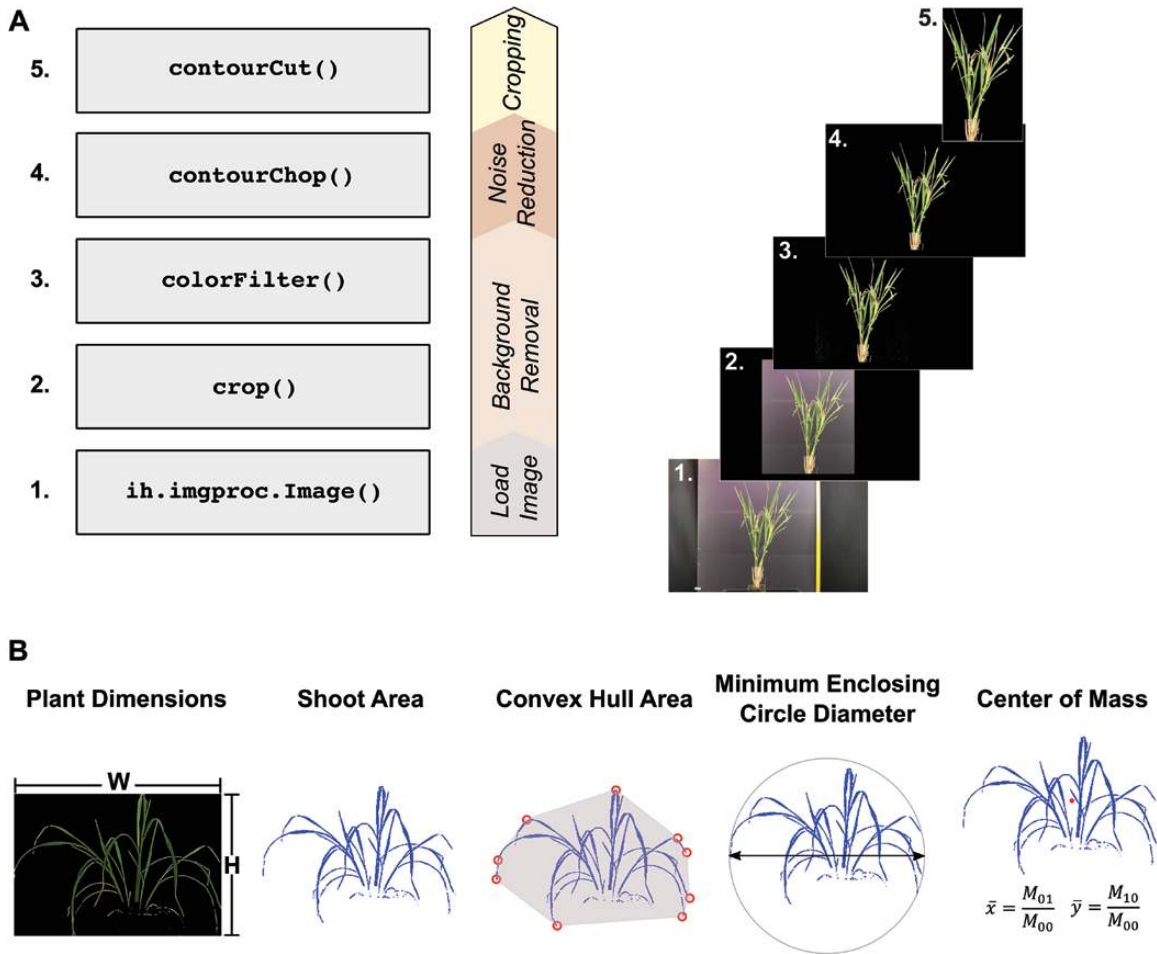 A
5.
contourCut()
4.
contourChop()
3.
colorFilter()
2.
crop()
1.
ih.imgproc.Image()
Cropping
Noise
Reduction
Background
Removal
Load
Image
5.
4.
3.
2.
1.
B
Plant Dimensions
Shoot Area
Convex Hull Area
Minimum Enclosing
Circle Diameter
Center of Mass
W
H
x̄ = M₀₁/M₀₀ ȳ = M₁₀/M₀₀